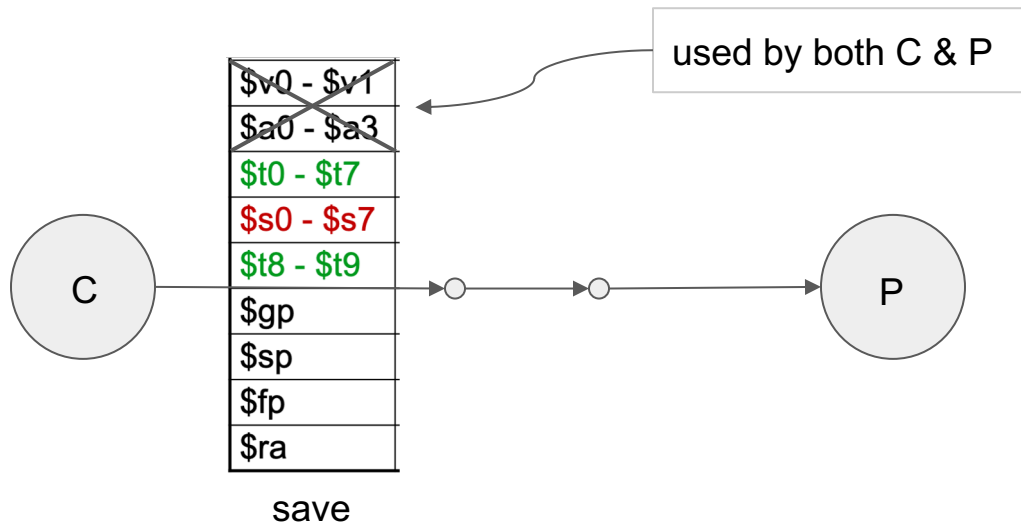 used by both C & P
$v0 - $v1
$a0 - $a3
$t0 - $t7
$s0 - $s7
$t8 - $t9
C
P
$gp
$sp
$fp
$ra
save